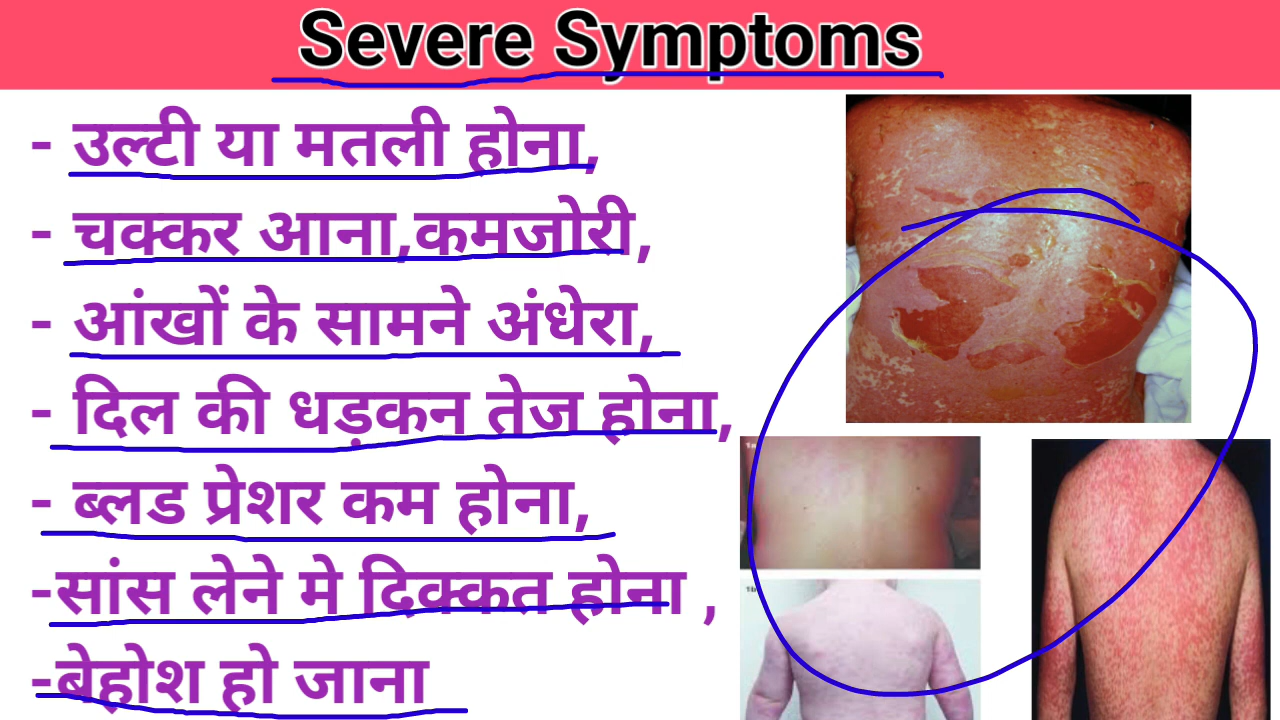 Severe Symptoms
- उल्टी या मतली होना,
- चक्कर आना,कमजोरी,
- आंखों के सामने अंधेरा,
- दिल की धड़कन तेज होना,
- ब्लड प्रेशर कम होना,
-सांस लेने मे दिक्कत होना ,
-बेहोश हो जाना